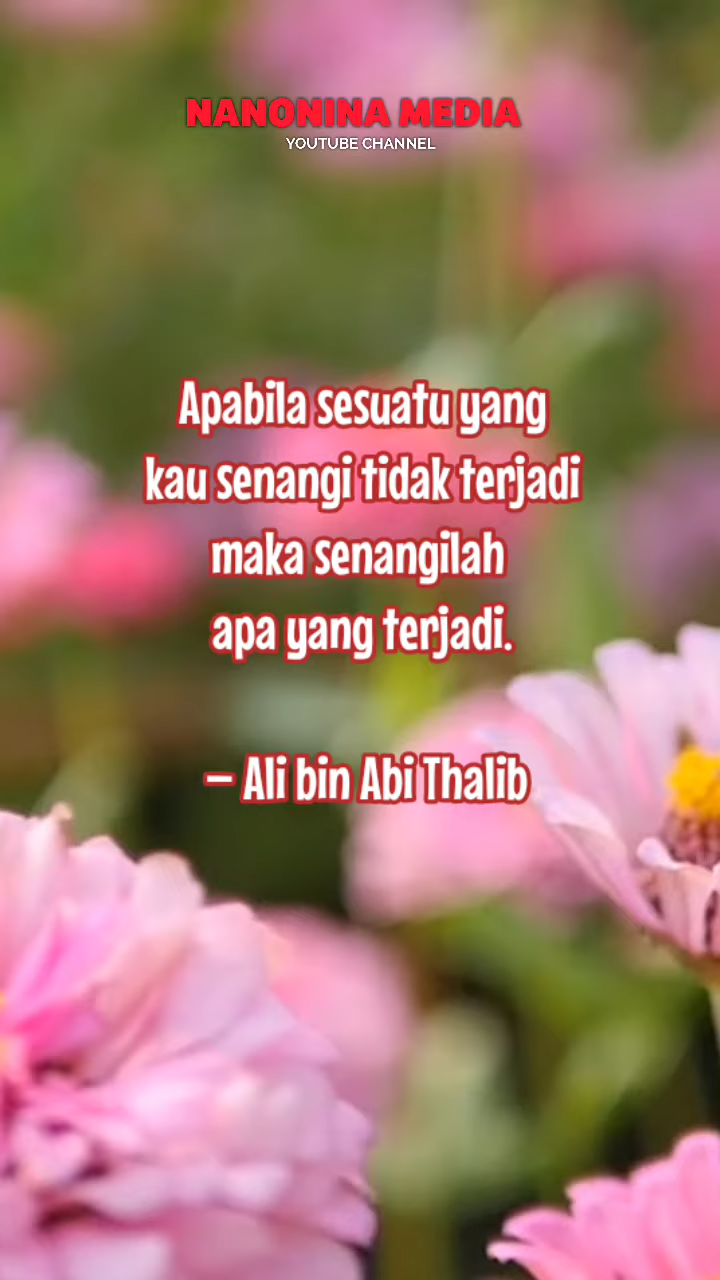 NANONINA MEDIA
YOUTUBE CHANNEL
Apabila sesuatu yang
kau senangi tidak terjadi
maka senangilah
apa yang terjadi.
– Ali bin Abi Thalib